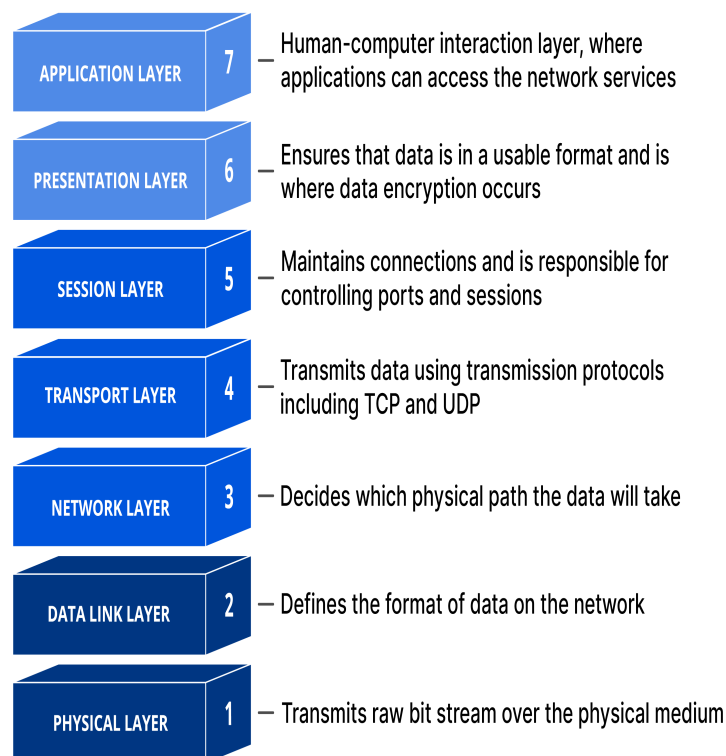 APPLICATION LAYER
7
Human-computer interaction layer, where
applications can access the network services
PRESENTATION LAYER
6
Ensures that data is in a usable format and is
where data encryption occurs
SESSION LAYER
5
Maintains connections and is responsible for
controlling ports and sessions
TRANSPORT LAYER
4
Transmits data using transmission protocols
including TCP and UDP
NETWORK LAYER
3
Decides which physical path the data will take
DATA LINK LAYER
2
Defines the format of data on the network
PHYSICAL LAYER
1
Transmits raw bit stream over the physical medium